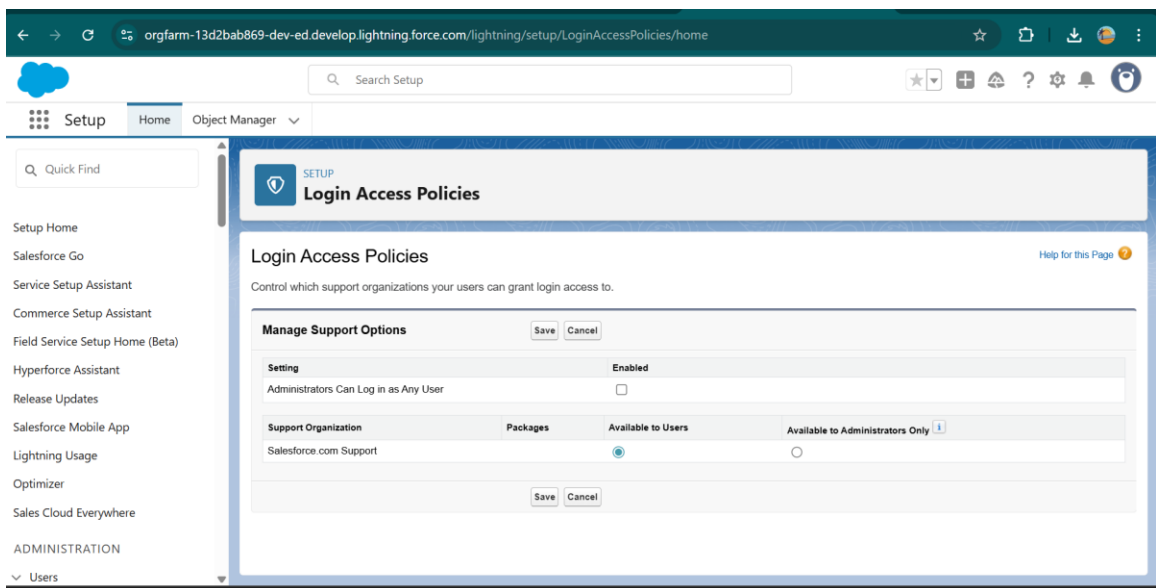 orgfarm-13d2bab869-dev-ed.develop.lightning.force.com/lightning/setup/LoginAccessPolicies/home
Search Setup
Setup Home Object Manager
Quick Find
Setup Home
Salesforce Go
Service Setup Assistant
Commerce Setup Assistant
Field Service Setup Home (Beta)
Hyperforce Assistant
Release Updates
Salesforce Mobile App
Lightning Usage
Optimizer
Sales Cloud Everywhere
ADMINISTRATION
Users
SETUP
Login Access Policies
Login Access Policies
Help for this Page ?
Control which support organizations your users can grant login access to.
Manage Support Options Save Cancel
Setting Enabled
Administrators Can Log in as Any User
Support Organization Packages Available to Users Available to Administrators Only i
Salesforce.com Support
Save Cancel